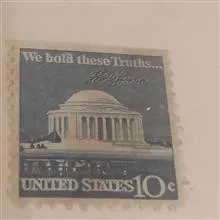 We hold these Truths...
UNITED STATES 10c